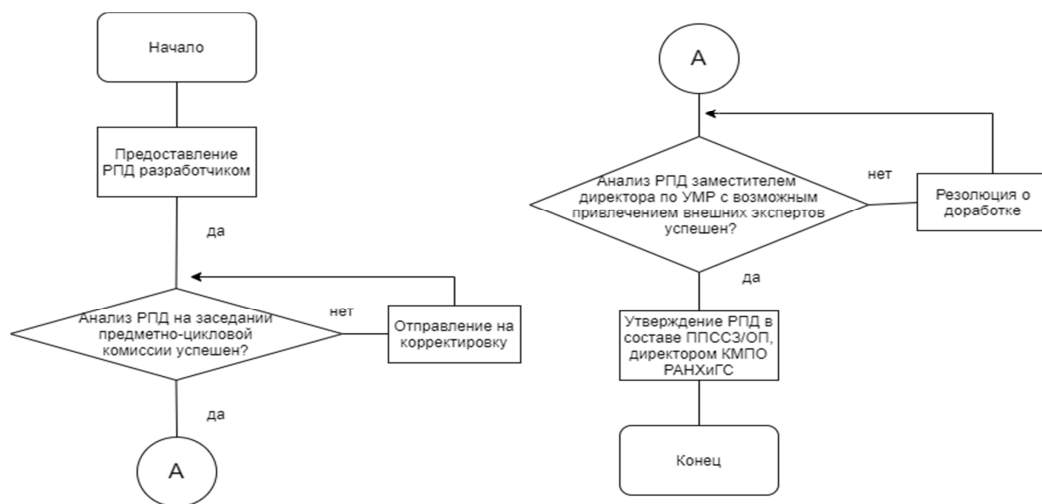 Начало
Предоставление
РПД разработчиком
да
Анализ РПД на заседании
предметно-цикловой
комиссии успешен?
нет
Отправление на
корректировку
да
А
А
Анализ РПД заместителем
директора по УМР с возможным
привлечением внешних экспертов
успешен?
нет
Резолюция о
доработке
да
Утверждение РПД в
составе ППССЗ/ОП,
директором КМПО
РАНХиГС
Конец